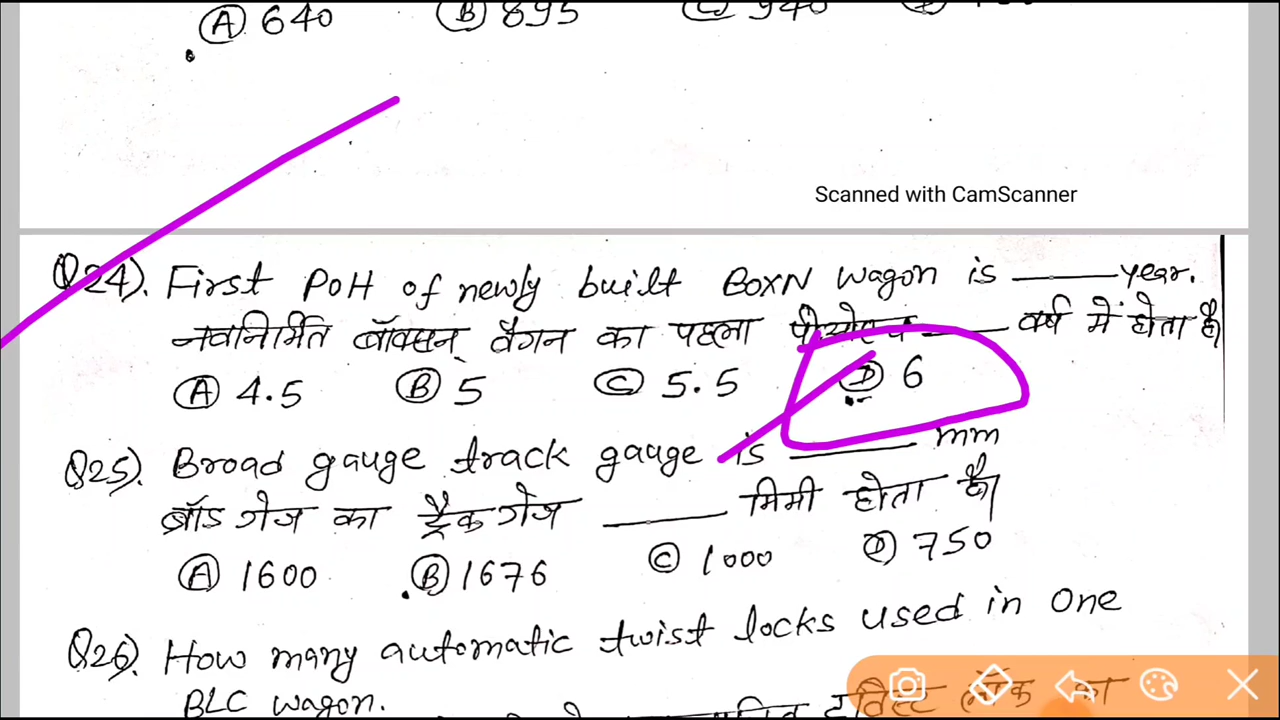 (A) 640 (B) 895 (C) 940
Scanned with CamScanner
Q24). First POH of newly built BOXN wagon is ____ year.
नवनिर्मित बॉक्सन वैगन का पहला पीओएच ____ वर्ष में होता है
(A) 4.5 (B) 5 (C) 5.5 (D) 6
Q25). Broad gauge track gauge is ____ mm
ब्रॉड गेज का ट्रैक गेज ____ मिमी होता है।
(A) 1600 (B) 1676 (C) 1000 (D) 750
Q26). How many automatic twist locks used in one
BLC wagon.
लॉक का